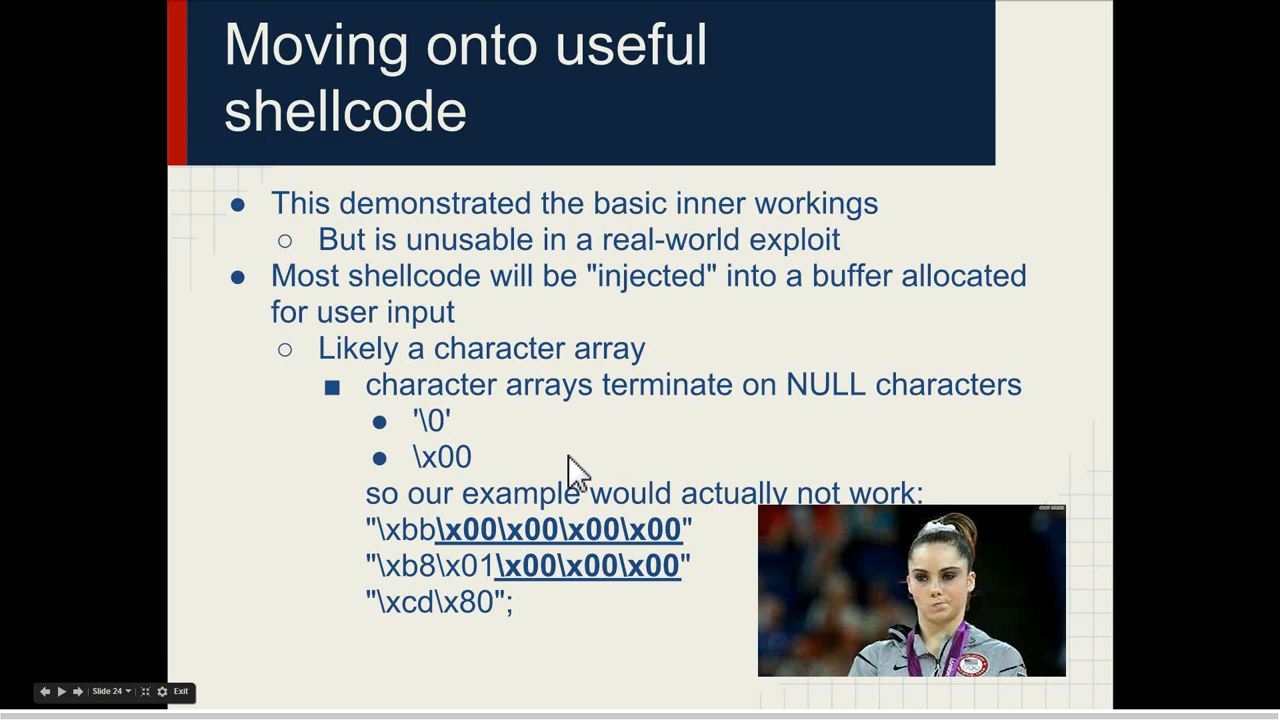 Moving onto useful
shellcode
● This demonstrated the basic inner workings
○ But is unusable in a real-world exploit
● Most shellcode will be "injected" into a buffer allocated
for user input
○ Likely a character array
■ character arrays terminate on NULL characters
● '\0'
● \x00
so our example would actually not work:
"\xbb\x00\x00\x00\x00"
"\xb8\x01\x00\x00\x00"
"\xcd\x80";
Slide 24
Exit